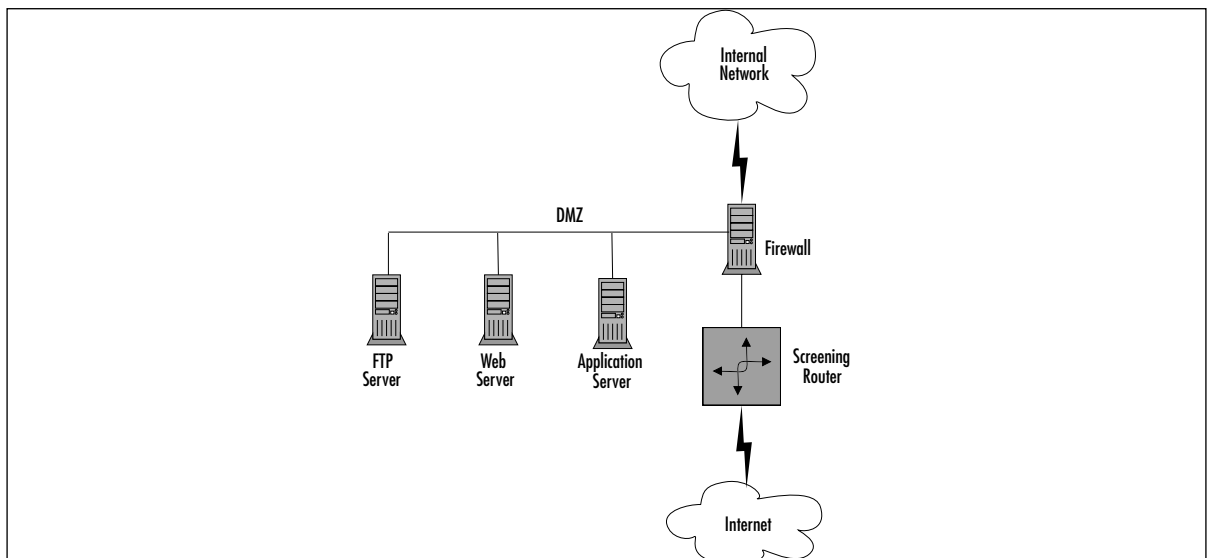 Internal
Network
DMZ
Firewall
FTP
Server
Web
Server
Application
Server
Screening
Router
Internet